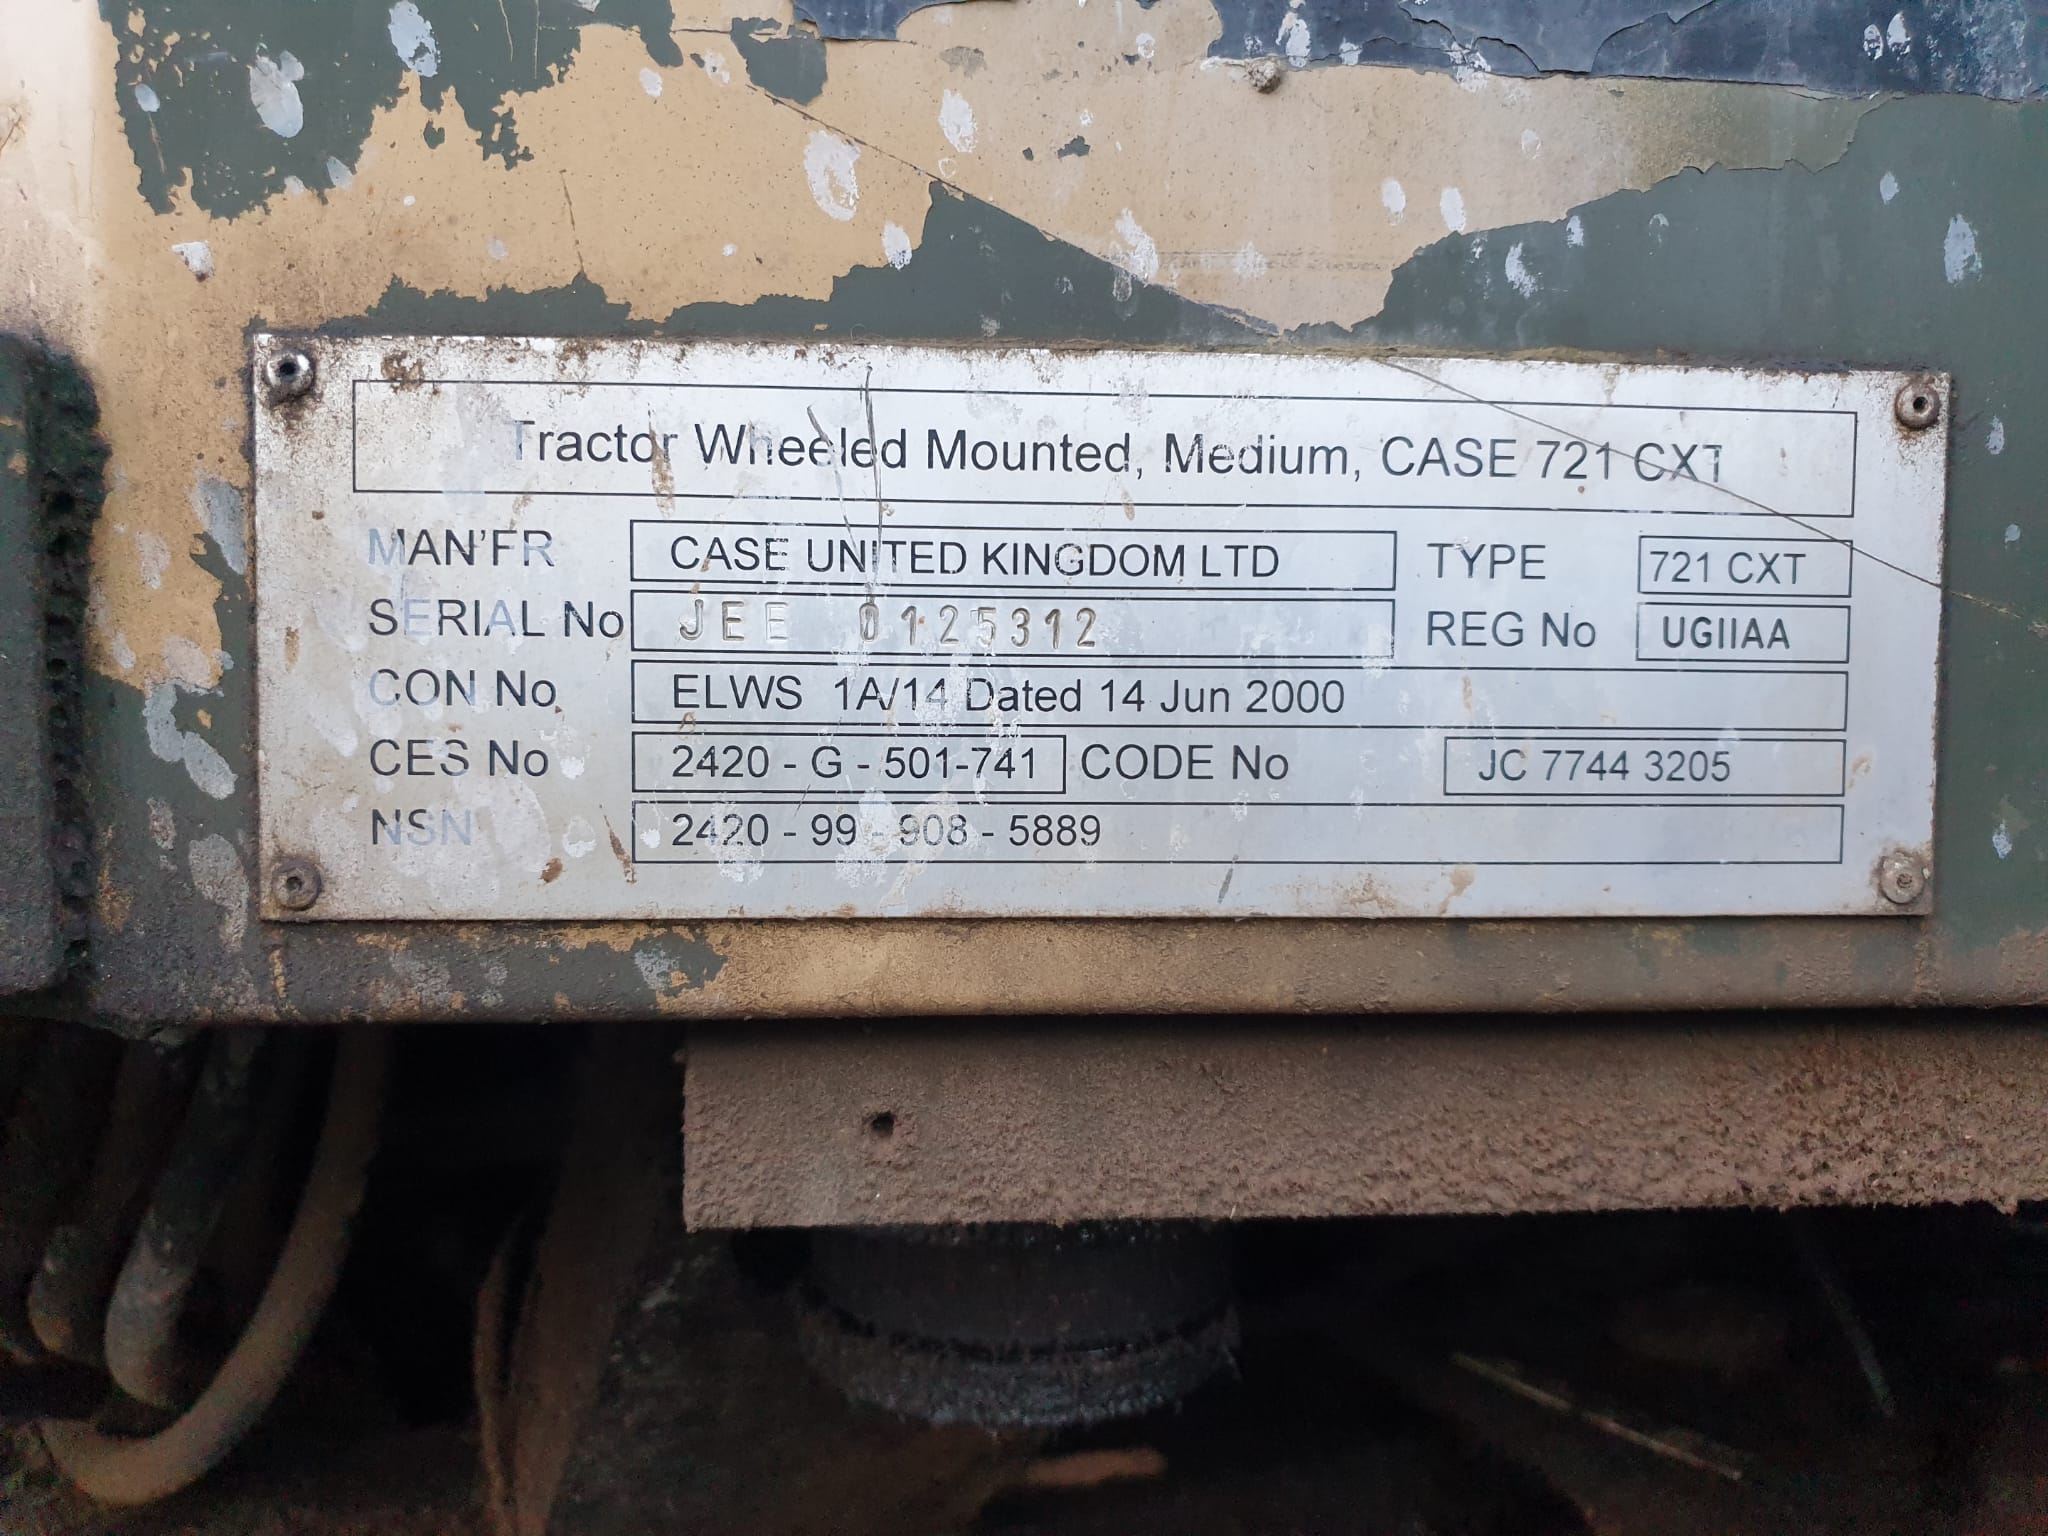 Tractor Wheeled Mounted, Medium, CASE 721 CXT
MAN'FR CASE UNITED KINGDOM LTD TYPE 721 CXT
SERIAL No JEE 0125312 REG No UGIIAA
CON No ELWS 1A/14 Dated 14 Jun 2000
CES No 2420 - G - 501-741 CODE No JC 7744 3205
NSN 2420 - 99 - 908 - 5889